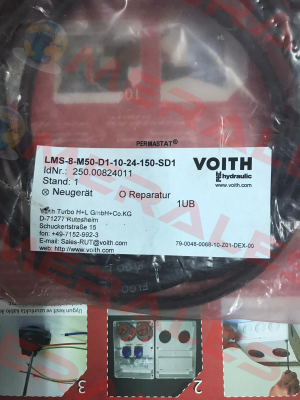 PERMASTAT®
LMS-8-M50-D1-10-24-150-SD1
IdNr.: 250.00824011
Stand: 1
Neugerät
Reparatur
1UB
VOITH
hydraulic
www.voith.com
Voith Turbo H+L GmbH+Co.KG
D-71277 Rutesheim
Schuckertstraße 15
fon: +49-7152-992-3
E-Mail: Sales-RUT@voith.com
web: http://www.voith.com
79-0046-0068-10-Z01-DEX-00
3
2